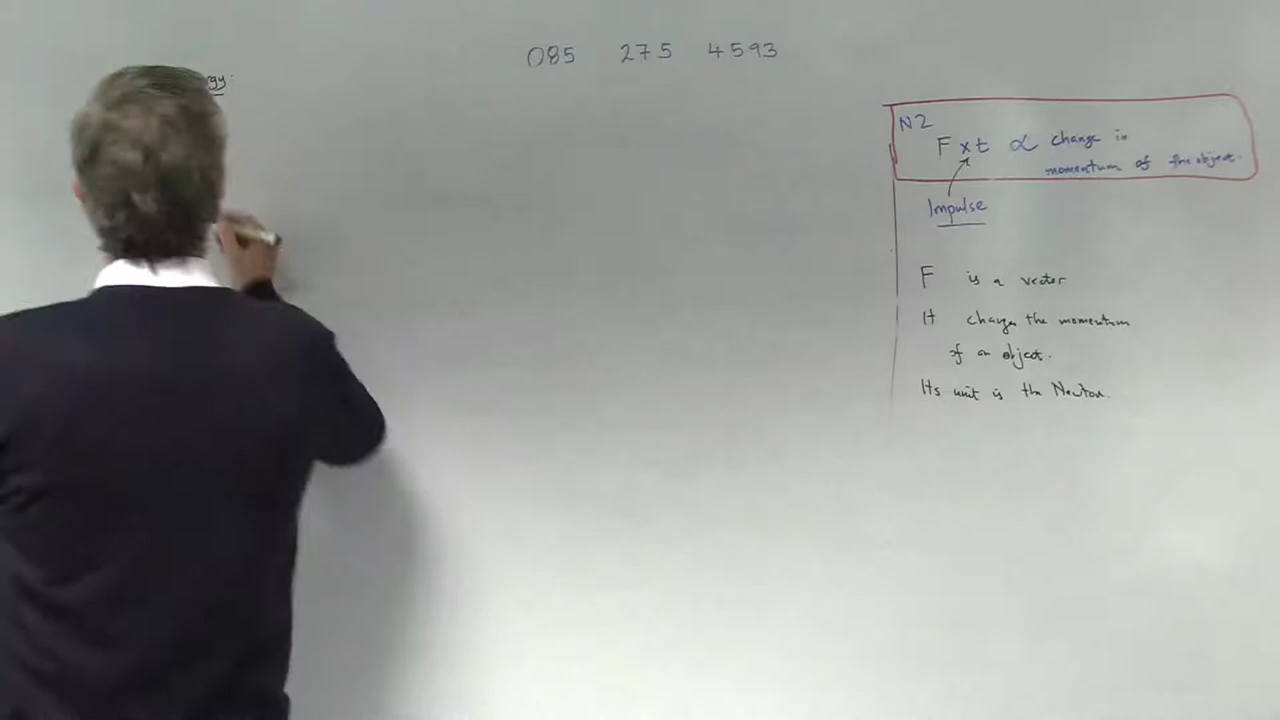 085 275 4593
rgy:
N2
F x t ∝ change in
momentum of the object.
Impulse
F is a vector
It changes the momentum
of an object.
Its unit is the Newton.